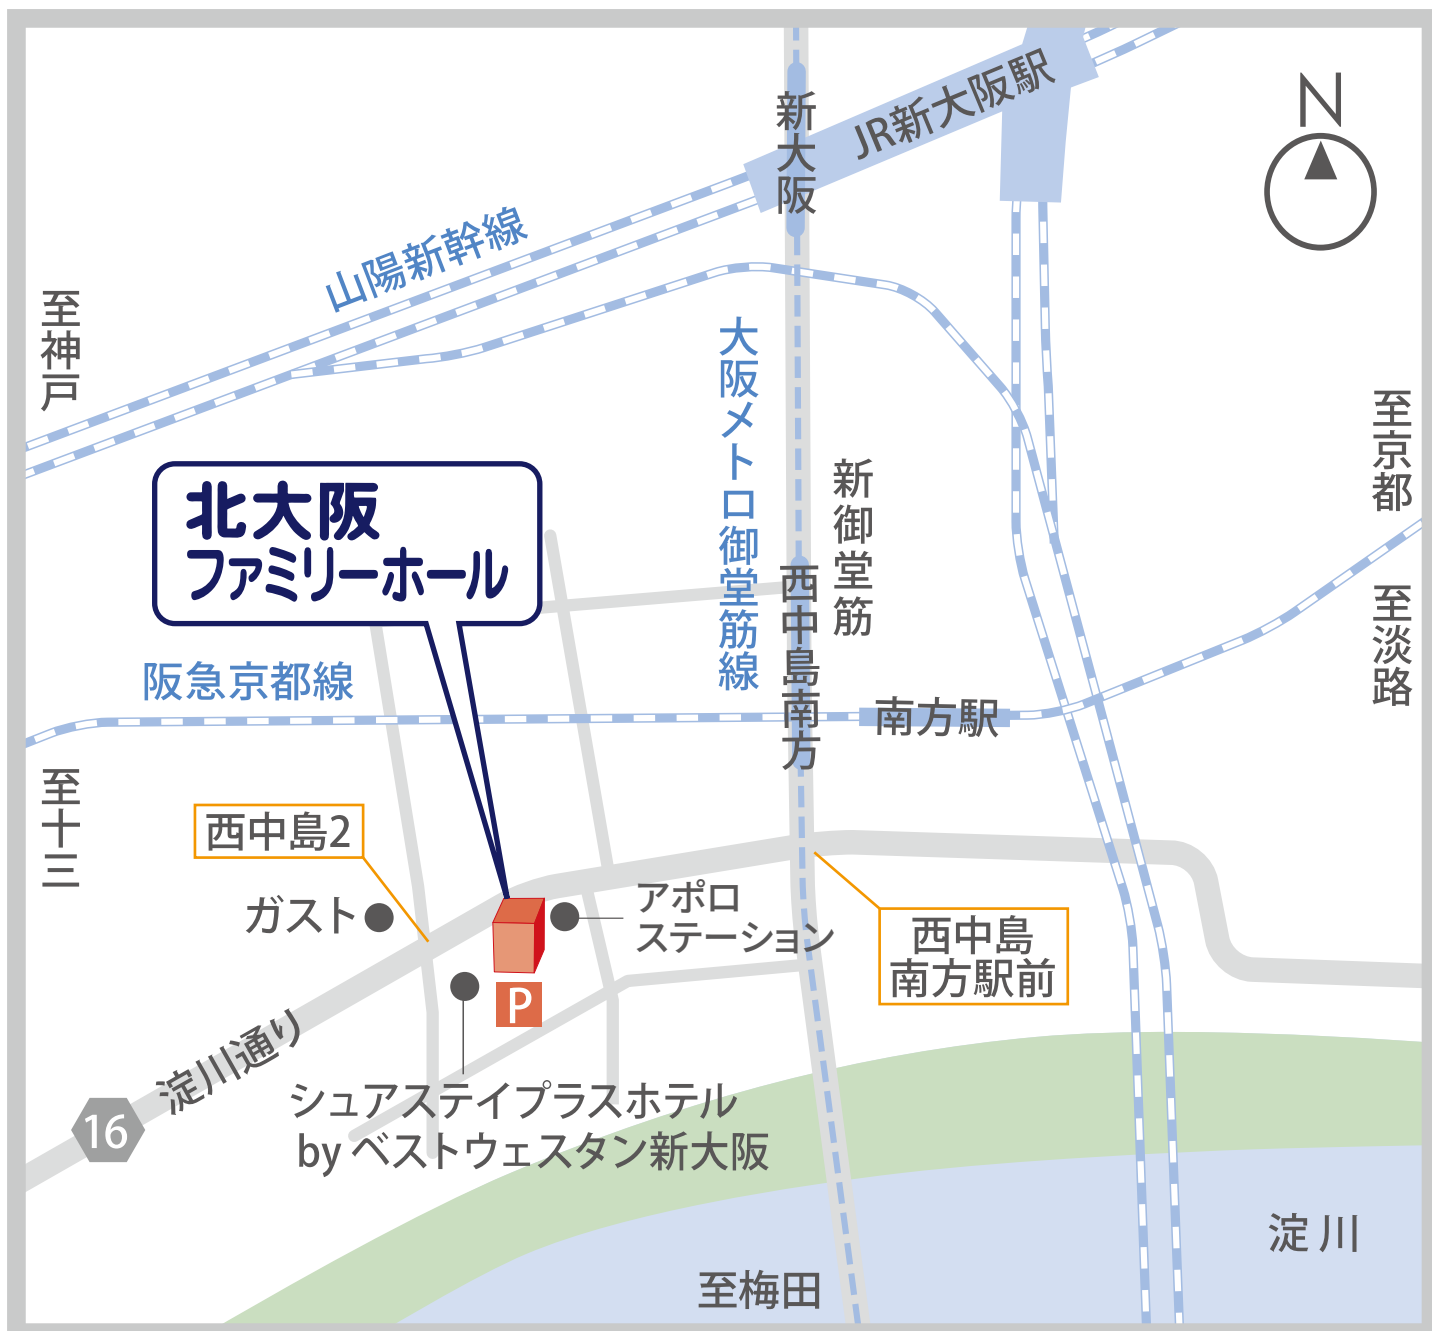 N
JR新大阪駅
新大阪
山陽新幹線
至神戸
大阪メトロ御堂筋線
新御堂筋
至京都
至淡路
北大阪
ファミリーホール
西中島南方
阪急京都線
南方駅
至十三
西中島2
ガスト
アポロ
ステーション
西中島
南方駅前
P
淀川通り
16
シュアステイプラスホテル
by ベストウェスタン新大阪
淀川
至梅田